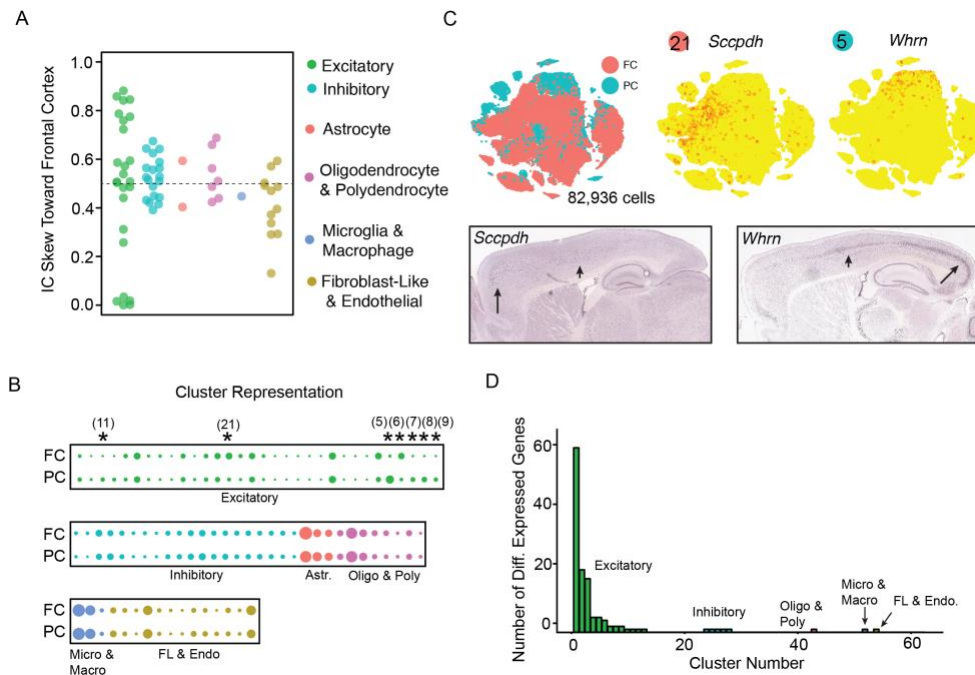 A
IC Skew Toward Frontal Cortex
1.0
0.8
0.6
0.4
0.2
0.0
Excitatory
Inhibitory
Astrocyte
Oligodendrocyte
& Polydendrocyte
Microglia &
Macrophage
Fibroblast-Like
& Endothelial
B
Cluster Representation
(11) (21) (5) (6) (7) (8) (9)
* * * * * * *
FC
PC
Excitatory
FC
PC
Inhibitory Astr. Oligo & Poly
FC
PC
Micro &
Macro
FL & Endo
C
FC
PC
82,936 cells
21 Sccpdh
5 Whrn
Sccpdh
Whrn
D
Number of Diff. Expressed Genes
60
40
20
0
Excitatory
Inhibitory
Oligo &
Poly
Micro &
Macro
FL & Endo.
0 20 40 60
Cluster Number